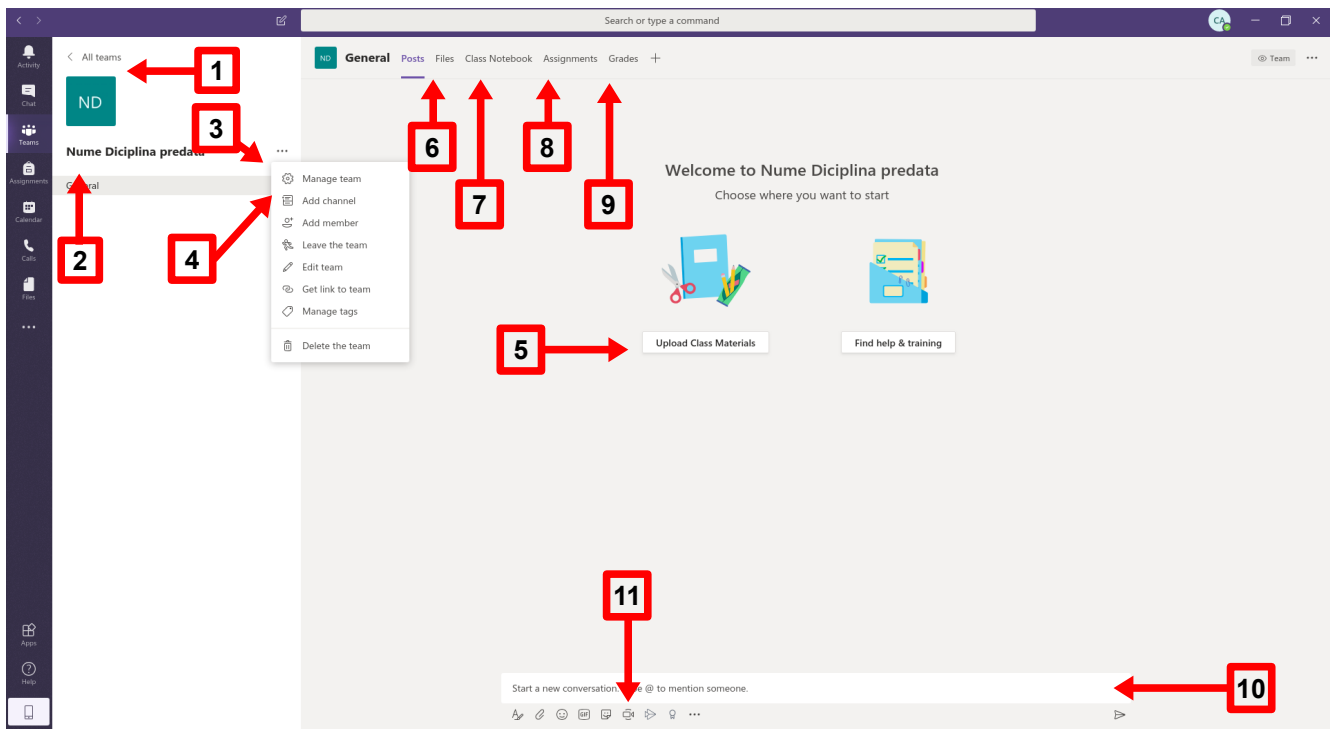 Search or type a command
CA
Activity
Chat
Teams
Assignments
Calendar
Calls
Files
Apps
Help
All teams
1
ND
3
Nume Diciplina predata
General
2
4
Manage team
Add channel
Add member
Leave the team
Edit team
Get link to team
Manage tags
Delete the team
ND General Posts Files Class Notebook Assignments Grades
Team
6
8
7
9
Welcome to Nume Diciplina predata
Choose where you want to start
5
Upload Class Materials
Find help & training
11
Start a new conversation. @ to mention someone.
10
GIF